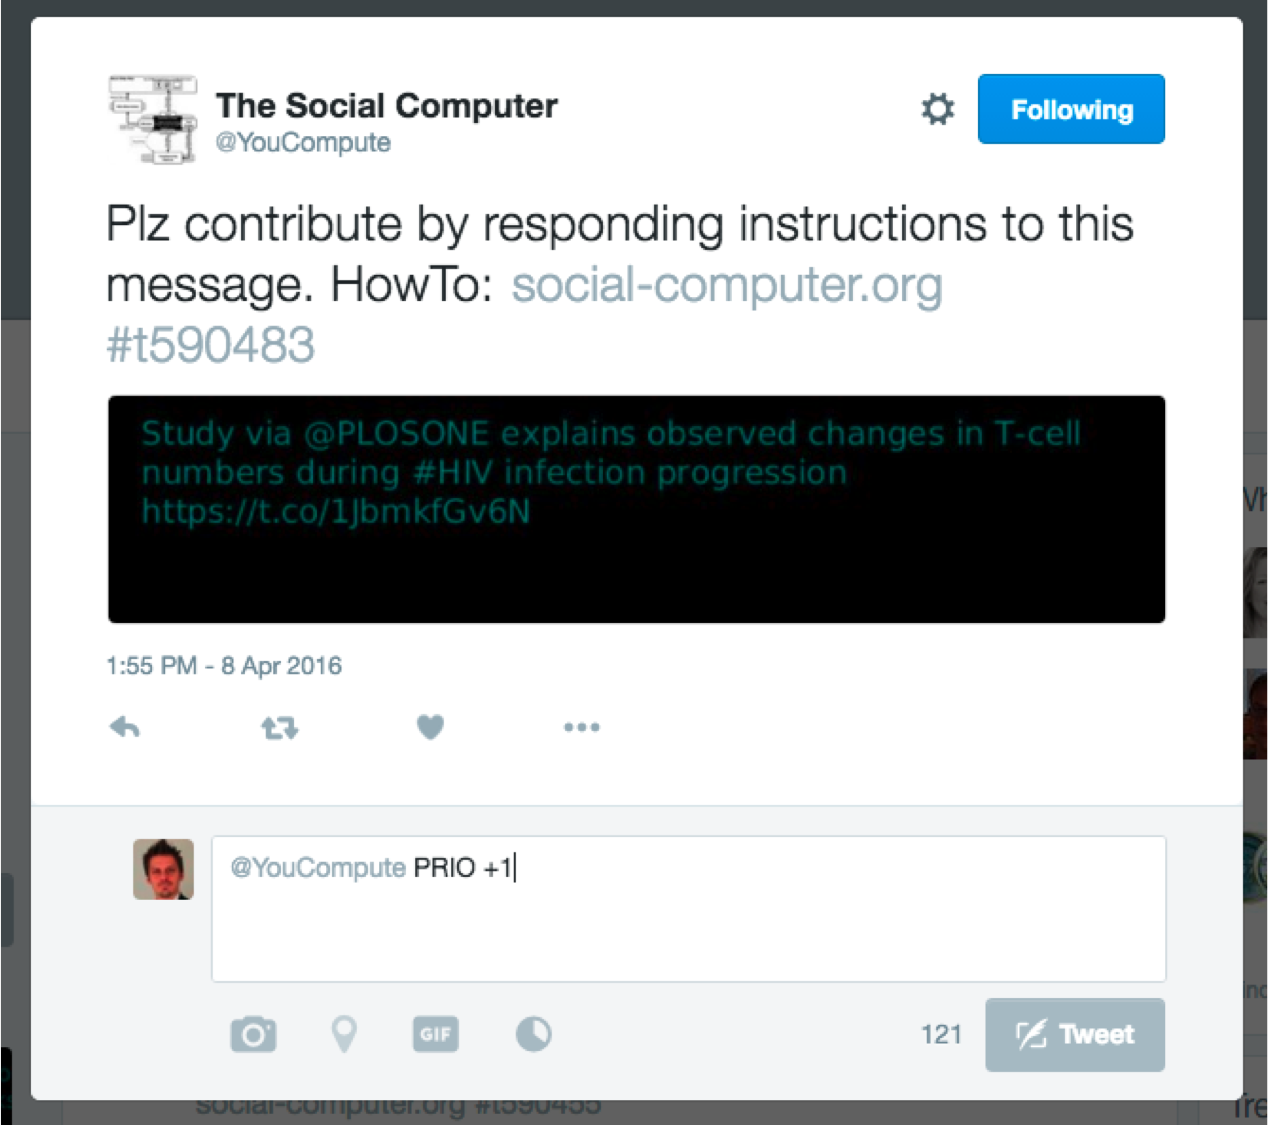 The Social Computer
@YouCompute
Following
Plz contribute by responding instructions to this
message. HowTo: social-computer.org
#t590483
Study via @PLOSONE explains observed changes in T-cell
numbers during #HIV infection progression
https://t.co/1JbmkfGv6N
1:55 PM - 8 Apr 2016
@YouCompute PRIO +1
GIF
121
Tweet
social-computer.org #t590455